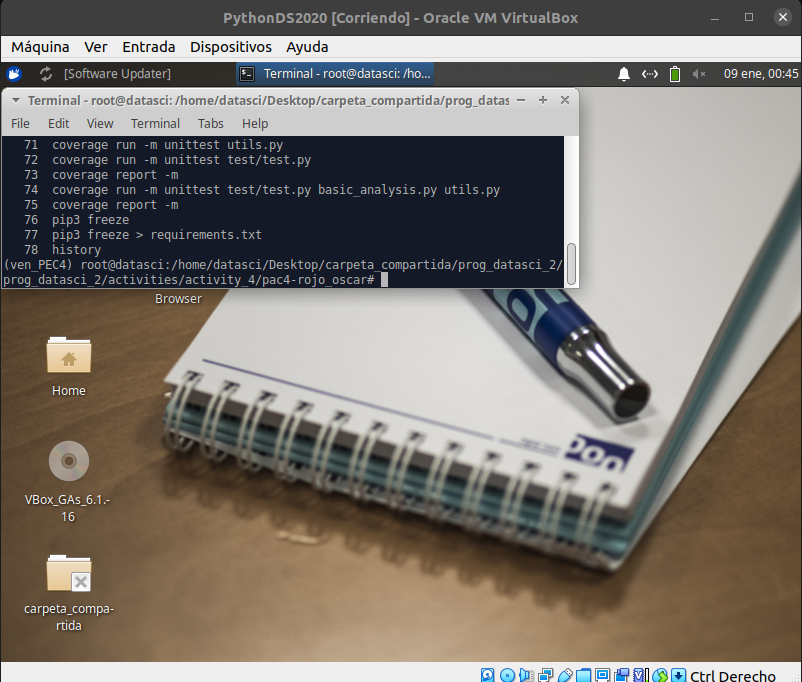 PythonDS2020 [Corriendo] - Oracle VM VirtualBox
Máquina Ver Entrada Dispositivos Ayuda
[Software Updater] Terminal - root@datasci: /ho... 09 ene, 00:45
Terminal - root@datasci: /home/datasci/Desktop/carpeta_compartida/prog_datas
File Edit View Terminal Tabs Help
71 coverage run -m unittest utils.py
72 coverage run -m unittest test/test.py
73 coverage report -m
74 coverage run -m unittest test/test.py basic_analysis.py utils.py
75 coverage report -m
76 pip3 freeze
77 pip3 freeze > requirements.txt
78 history
(ven_PEC4) root@datasci:/home/datasci/Desktop/carpeta_compartida/prog_datasci_2/
prog_datasci_2/activities/activity_4/pac4-rojo_oscar#
Browser
Home
VBox_GAs_6.1.-
16
carpeta_compa-
rtida
Ctrl Derecho